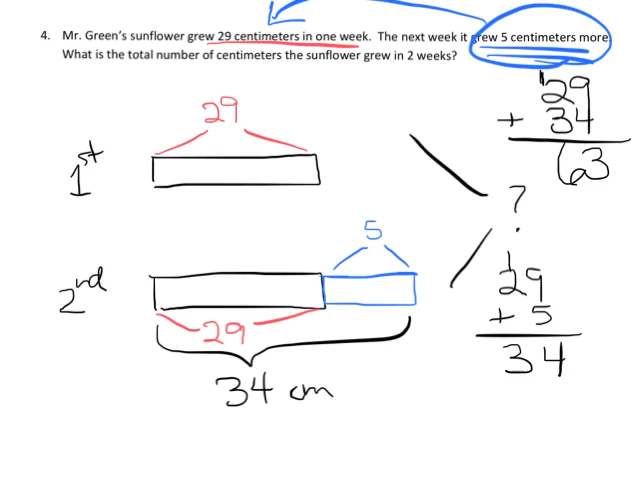 4. Mr. Green's sunflower grew 29 centimeters in one week. The next week it grew 5 centimeters more.
What is the total number of centimeters the sunflower grew in 2 weeks?
29
+ 34
63
1
29
1st
?
5
2nd
29
34 cm
1
29
+ 5
34